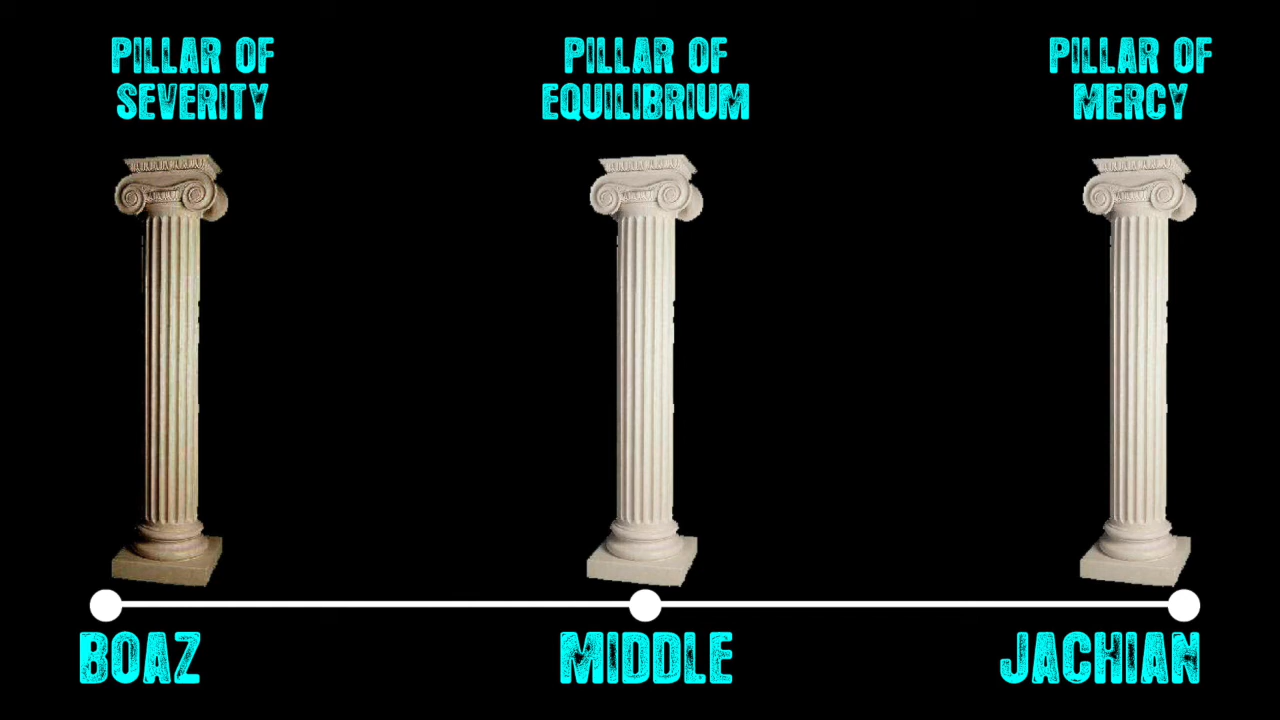 PILLAR OF
SEVERITY
PILLAR OF
EQUILIBRIUM
PILLAR OF
MERCY
BOAZ
MIDDLE
JACHIAN